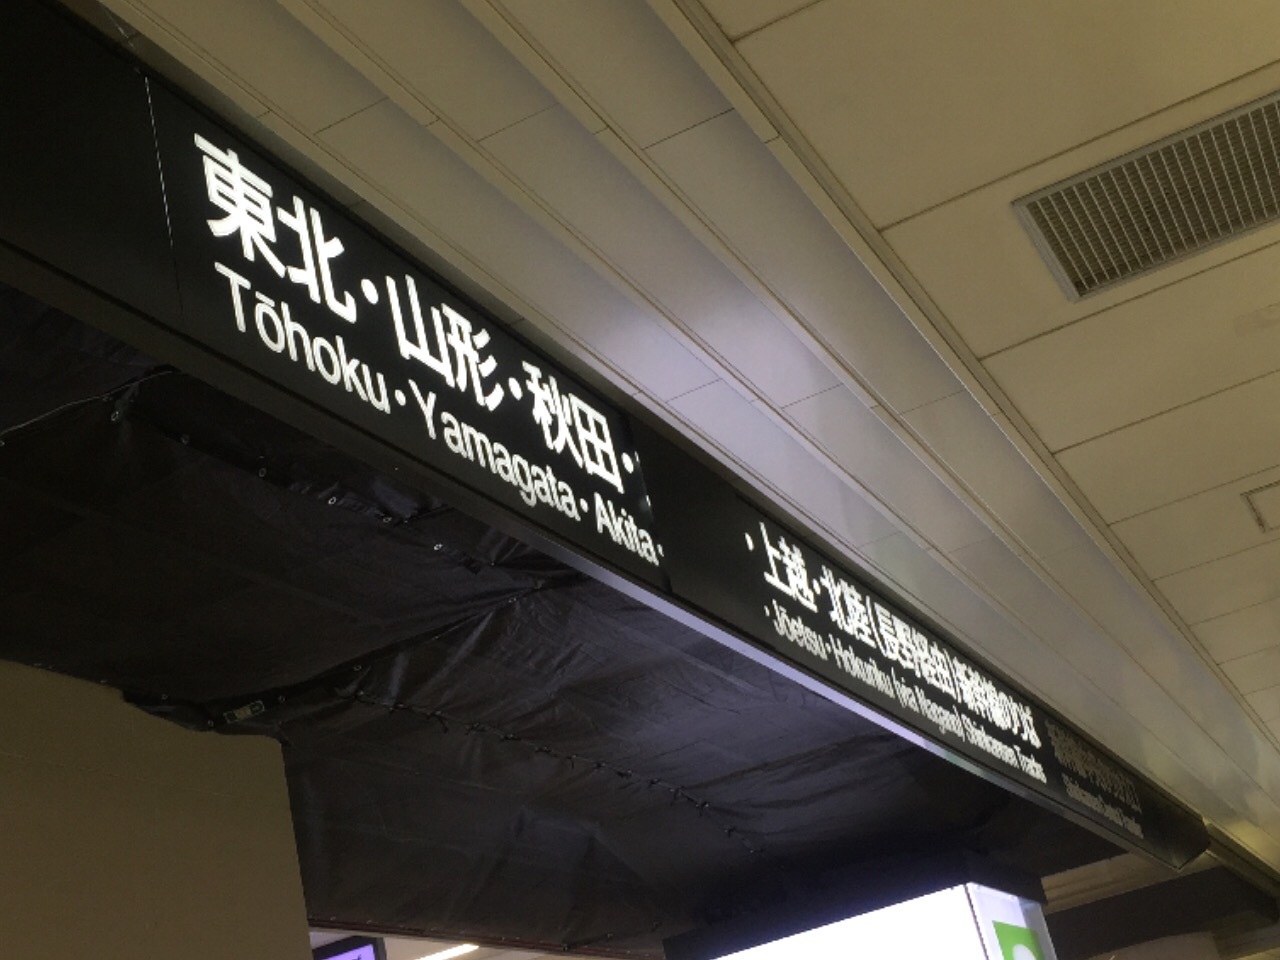 東北・山形・秋田・
Tōhoku・Yamagata・Akita・
・上越・北陸(長野経由)新幹線のりば
・Jōetsu・Hokuriku (via Nagano) Shinkansen Tracks